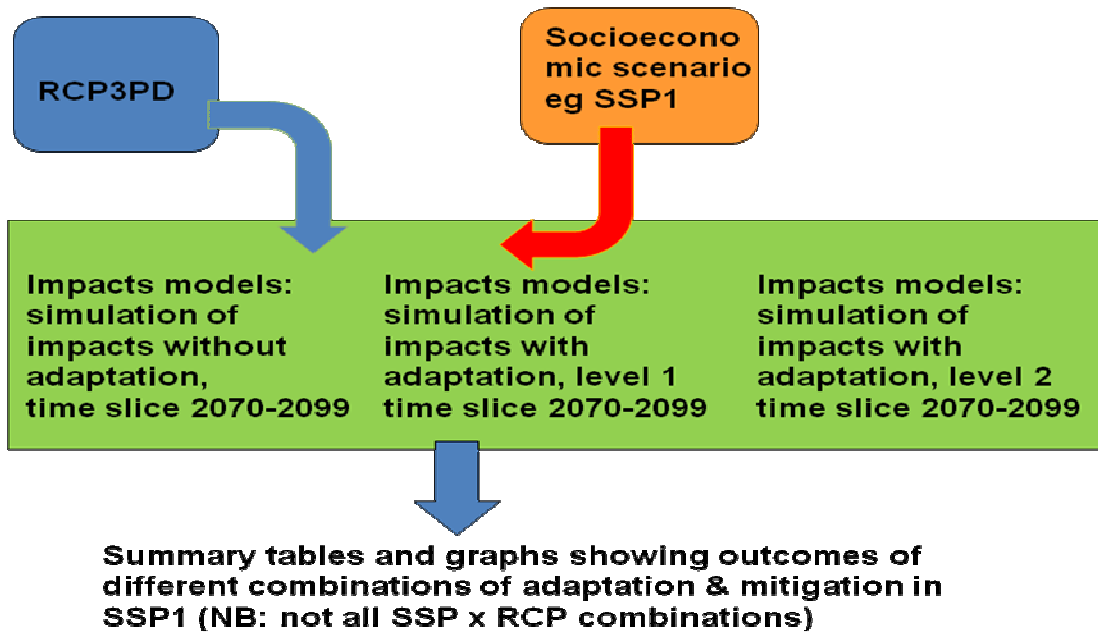 RCP3PD
Socioecono
mic scenario
eg SSP1
Impacts models:
simulation of
impacts without
adaptation,
time slice 2070-2099
Impacts models:
simulation of
impacts with
adaptation, level 1
time slice 2070-2099
Impacts models:
simulation of
impacts with
adaptation, level 2
time slice 2070-2099
Summary tables and graphs showing outcomes of
different combinations of adaptation & mitigation in
SSP1 (NB: not all SSP x RCP combinations)